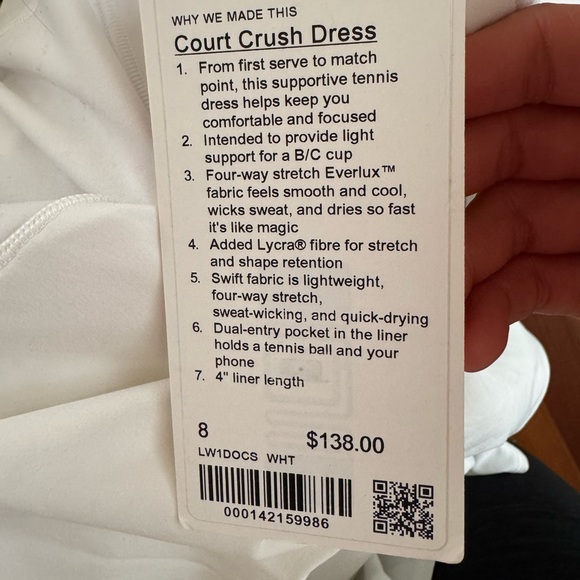 WHY WE MADE THIS
Court Crush Dress
1. From first serve to match
point, this supportive tennis
dress helps keep you
comfortable and focused
2. Intended to provide light
support for a B/C cup
3. Four-way stretch Everlux™
fabric feels smooth and cool,
wicks sweat, and dries so fast
it's like magic
4. Added Lycra® fibre for stretch
and shape retention
5. Swift fabric is lightweight,
four-way stretch,
sweat-wicking, and quick-drying
6. Dual-entry pocket in the liner
holds a tennis ball and your
phone
7. 4" liner length
8 $138.00
LW1DOCS WHT
000142159986